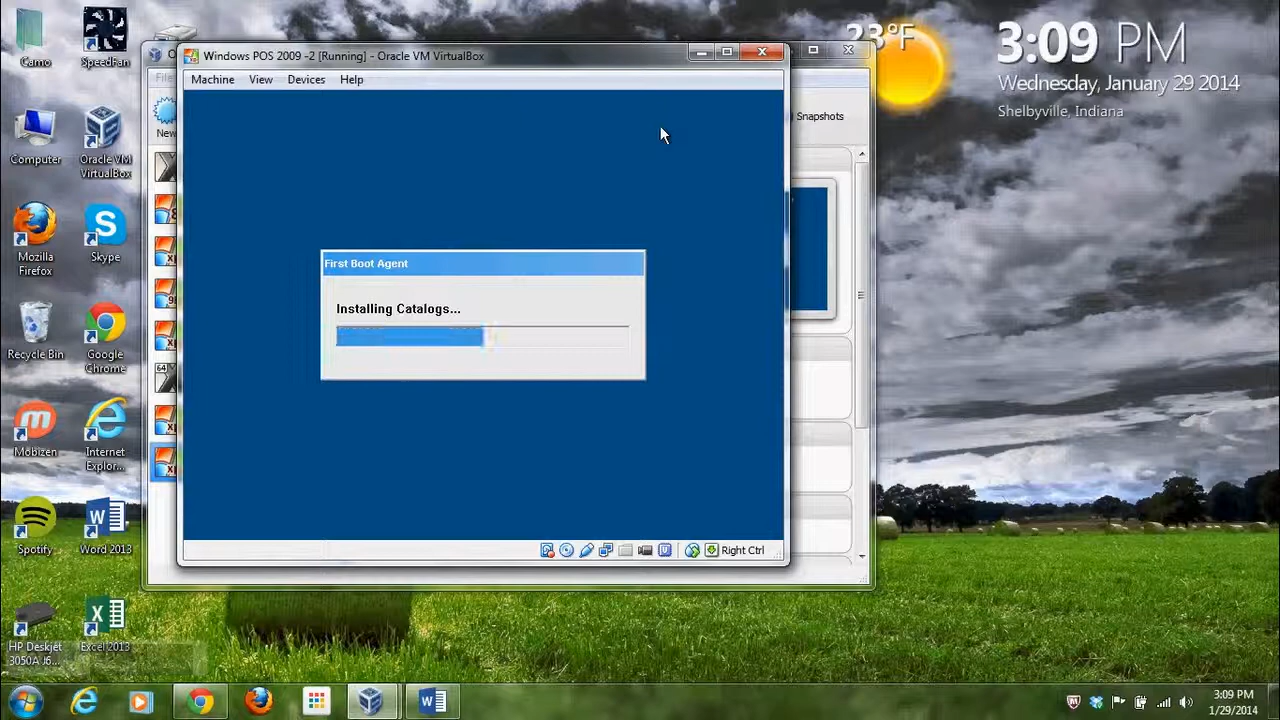 Camo
SpeedFan
Computer
Oracle VM
VirtualBox
Mozilla
Firefox
Skype
Recycle Bin
Google
Chrome
Mobizen
Internet
Explor...
Spotify
Word 2013
HP Deskjet
3050A J6...
Excel 2013
File
New
Snapshots
Windows POS 2009 -2 [Running] - Oracle VM VirtualBox
Machine View Devices Help
First Boot Agent
Installing Catalogs...
Right Ctrl
23°F
3:09 PM
Wednesday, January 29 2014
Shelbyville, Indiana
3:09 PM
1/29/2014